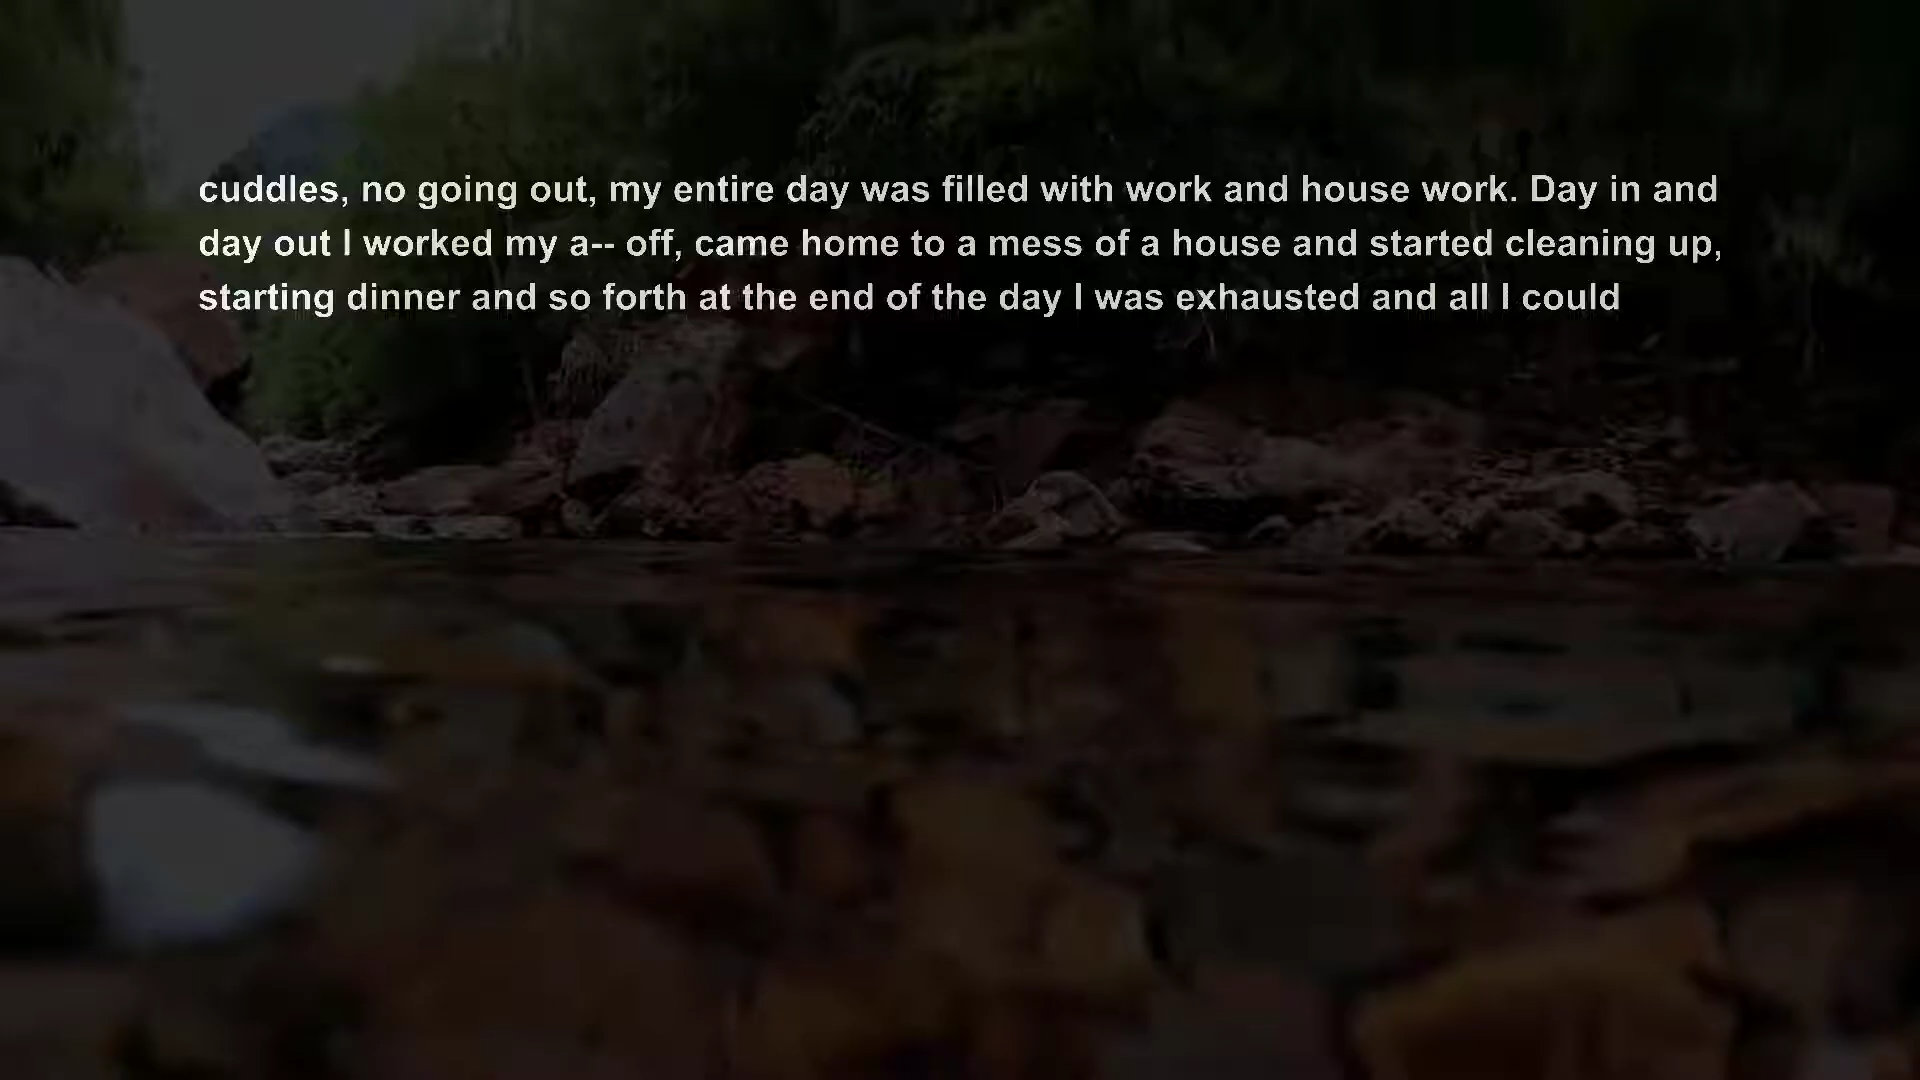 cuddles, no going out, my entire day was filled with work and house work. Day in and
day out I worked my a-- off, came home to a mess of a house and started cleaning up,
starting dinner and so forth at the end of the day I was exhausted and all I could